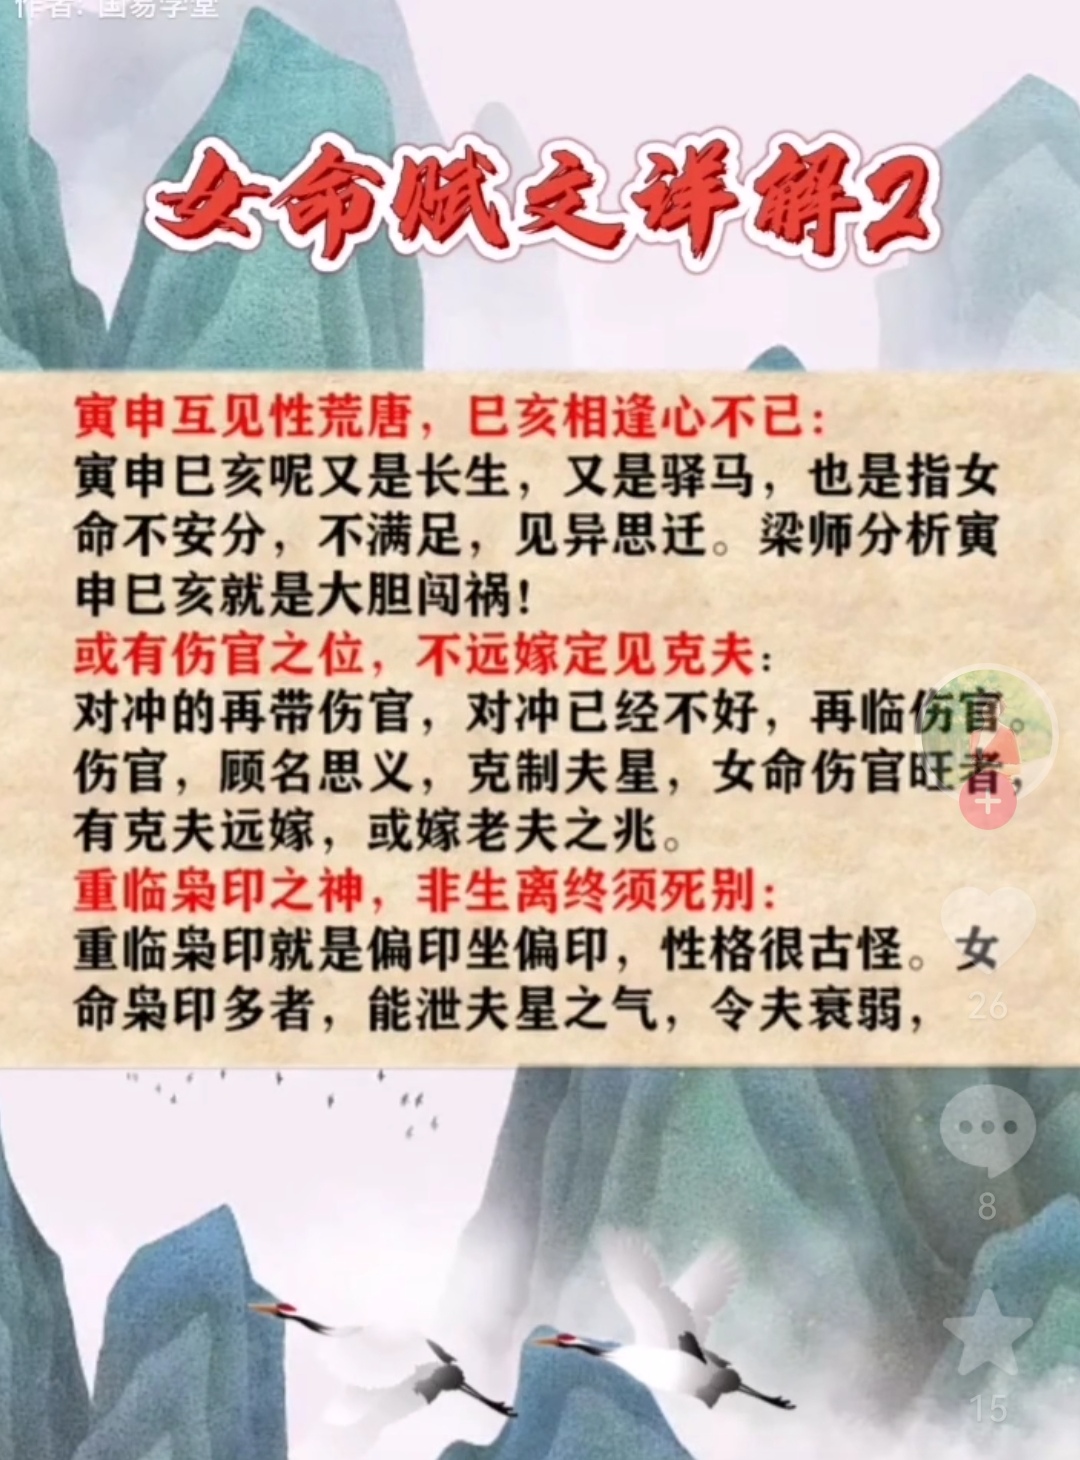 作者: 国易学堂
女命赋文详解2
寅申互见性荒唐，巳亥相逢心不已：
寅申巳亥呢又是长生，又是驿马，也是指女
命不安分，不满足，见异思迁。梁师分析寅
申巳亥就是大胆闯祸！
或有伤官之位，不远嫁定见克夫：
对冲的再带伤官，对冲已经不好，再临伤官。
伤官，顾名思义，克制夫星，女命伤官旺者，
有克夫远嫁，或嫁老夫之兆。
重临枭印之神，非生离终须死别：
重临枭印就是偏印坐偏印，性格很古怪。女
命枭印多者，能泄夫星之气，令夫衰弱，
26
8
15